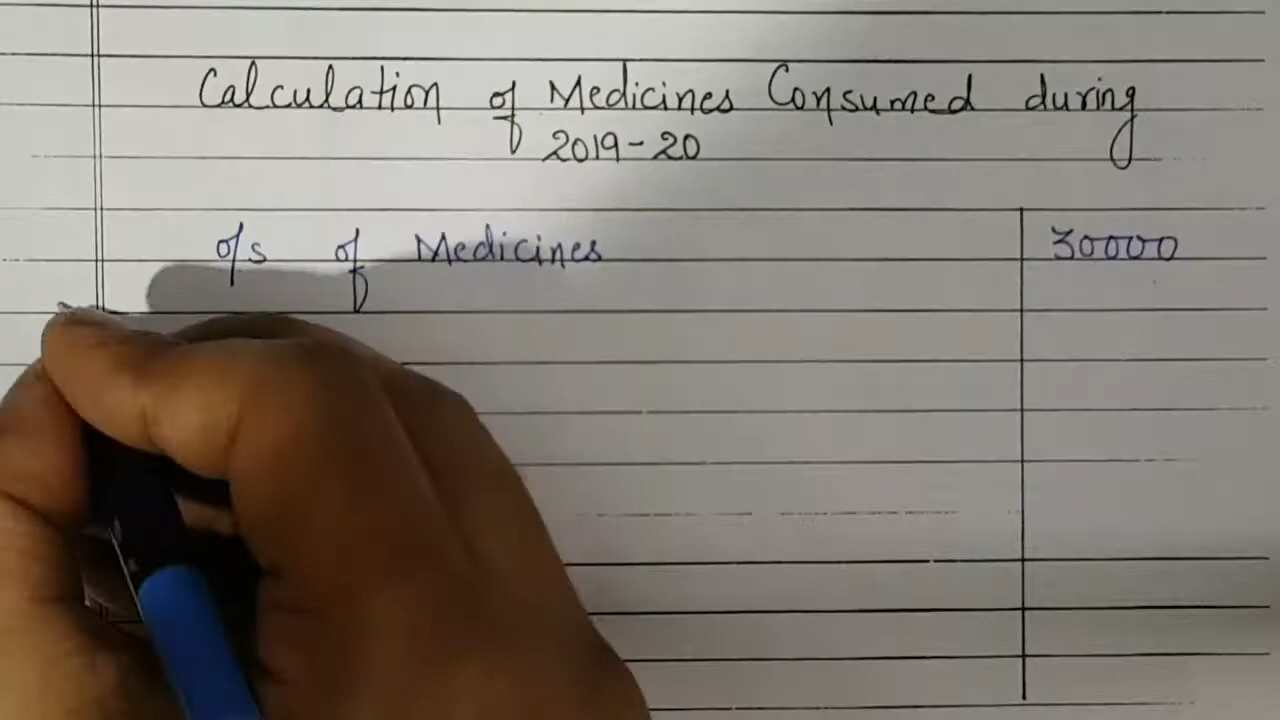 Calculation of Medicines Consumed during
2019-20
o/s of Medicines 30000